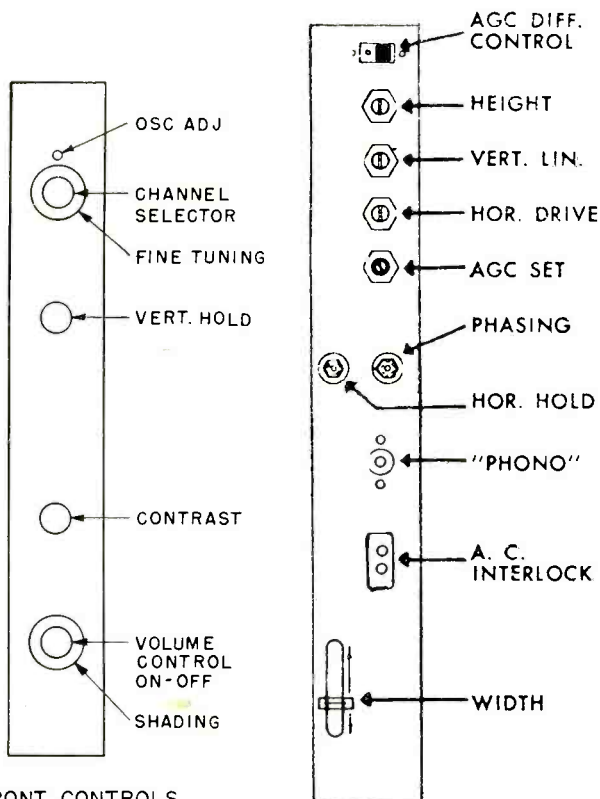 OSC ADJ
CHANNEL
SELECTOR
FINE TUNING
VERT. HOLD
CONTRAST
VOLUME
CONTROL
ON-OFF
SHADING
RONT CONTROLS
AGC DIFF.
CONTROL
HEIGHT
VERT. LIN.
HOR. DRIVE
AGC SET
PHASING
HOR. HOLD
"PHONO"
A. C.
INTERLOCK
WIDTH